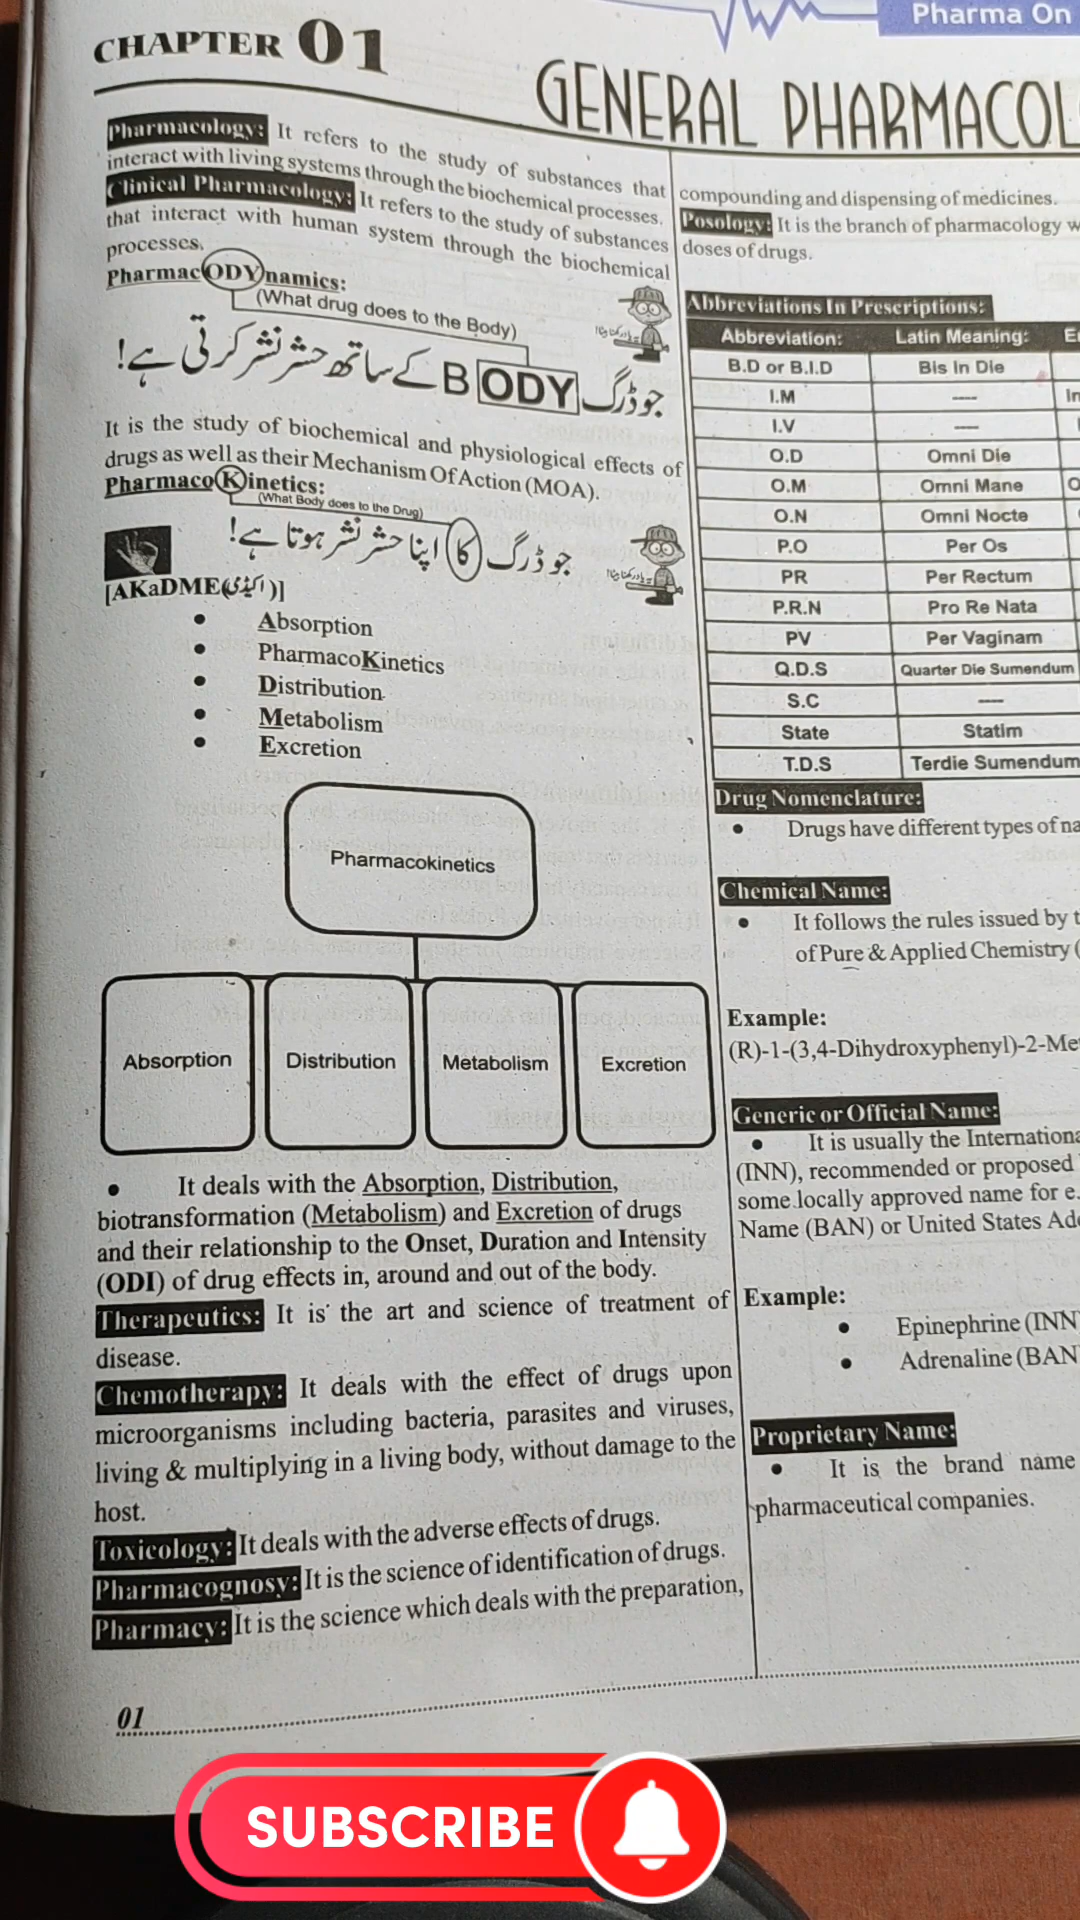 Pharma On
CHAPTER 01
GENERAL PHARMACOL
Pharmacology: It refers to the study of substances that
interact with living systems through the biochemical processes.
Clinical Pharmacology: It refers to the study of substances
that interact with human system through the biochemical
processes.
PharmacODYnamics:
(What drug does to the Body)
جو ڈرگ BODY کے ساتھ حشر نشر کرتی ہے!
It is the study of biochemical and physiological effects of
drugs as well as their Mechanism Of Action (MOA).
PharmacoKinetics:
(What Body does to the Drug)
جو ڈرگ کا اپنا حشر نشر ہوتا ہے!
[AKaDME(اکیڈمی)]
• Absorption
• PharmacoKinetics
• Distribution
• Metabolism
• Excretion
Pharmacokinetics
Absorption Distribution Metabolism Excretion
• It deals with the Absorption, Distribution,
biotransformation (Metabolism) and Excretion of drugs
and their relationship to the Onset, Duration and Intensity
(ODI) of drug effects in, around and out of the body.
Therapeutics: It is the art and science of treatment of
disease.
Chemotherapy: It deals with the effect of drugs upon
microorganisms including bacteria, parasites and viruses,
living & multiplying in a living body, without damage to the
host.
Toxicology: It deals with the adverse effects of drugs.
Pharmacognosy: It is the science of identification of drugs.
Pharmacy: It is the science which deals with the preparation,
compounding and dispensing of medicines.
Posology: It is the branch of pharmacology w
doses of drugs.
Abbreviations In Prescriptions:
Abbreviation: Latin Meaning: E
B.D or B.I.D Bis In Die
I.M — In
I.V —
O.D Omni Die
O.M Omni Mane O
O.N Omni Nocte
P.O Per Os
PR Per Rectum
P.R.N Pro Re Nata
PV Per Vaginam
Q.D.S Quarter Die Sumendum
S.C —
State Statim
T.D.S Terdie Sumendum
Drug Nomenclature:
• Drugs have different types of na
Chemical Name:
• It follows the rules issued by t
of Pure & Applied Chemistry (
Example:
(R)-1-(3,4-Dihydroxyphenyl)-2-Me
Generic or Official Name:
• It is usually the Internationa
(INN), recommended or proposed
some locally approved name for e.
Name (BAN) or United States Ado
Example:
• Epinephrine (INN
• Adrenaline (BAN
Proprietary Name:
• It is the brand name
pharmaceutical companies.
01
SUBSCRIBE